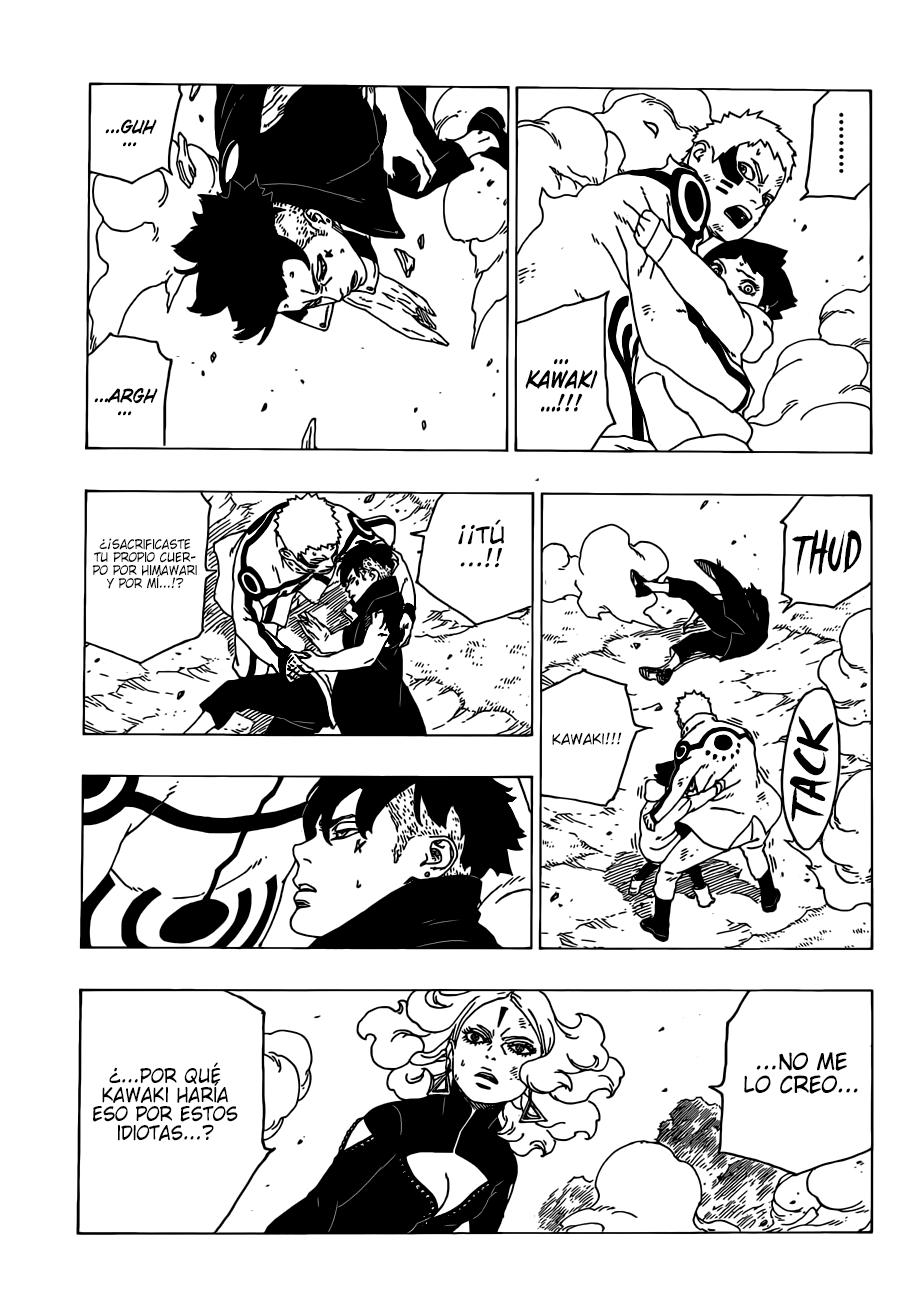 .........
...
KAWAKI
...!!!
...GUH
...
...ARGH
...
THUD
KAWAKI!!!
TACK
¡¡TÚ
...!!
¿¡SACRIFICASTE
TU PROPIO CUER-
PO POR HIMAWARI
Y POR MÍ...!?
...NO ME
LO CREO...
¿...POR QUÉ
KAWAKI HARÍA
ESO POR ESTOS
IDIOTAS...?